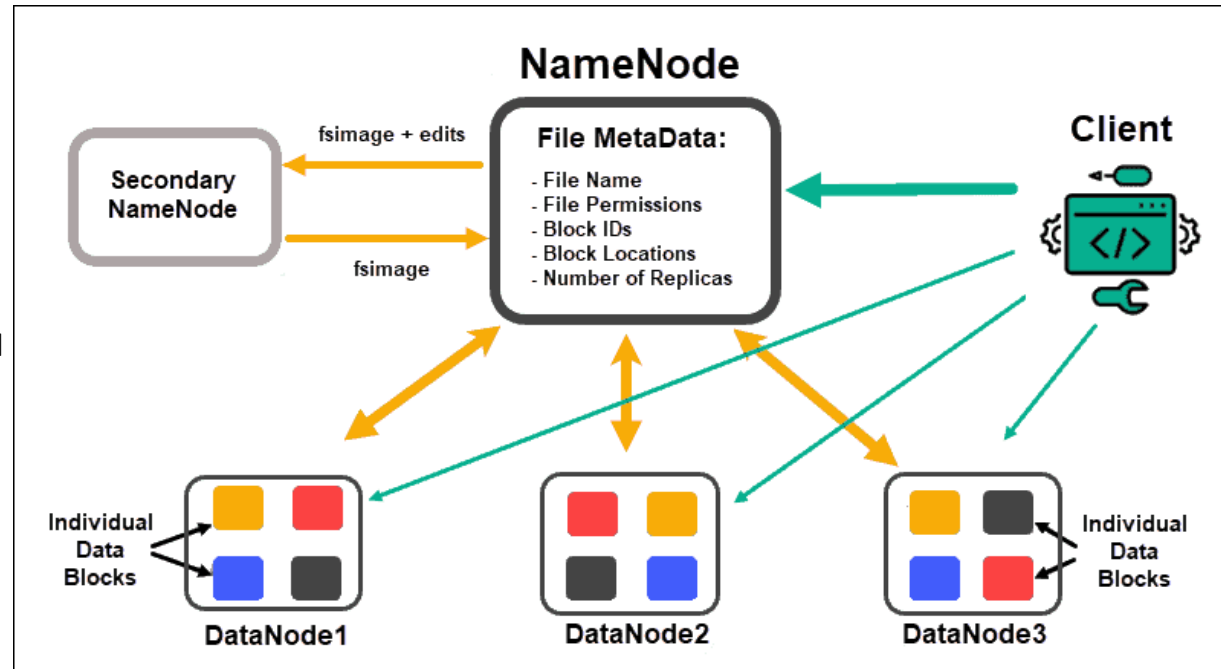 NameNode
fsimage + edits
Secondary
NameNode
fsimage
File MetaData:
- File Name
- File Permissions
- Block IDs
- Block Locations
- Number of Replicas
Client
</>
Individual
Data
Blocks
DataNode1
DataNode2
DataNode3
Individual
Data
Blocks